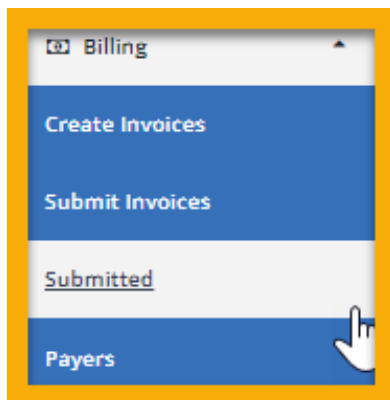 Billing
Create Invoices
Submit Invoices
Submitted
Payers